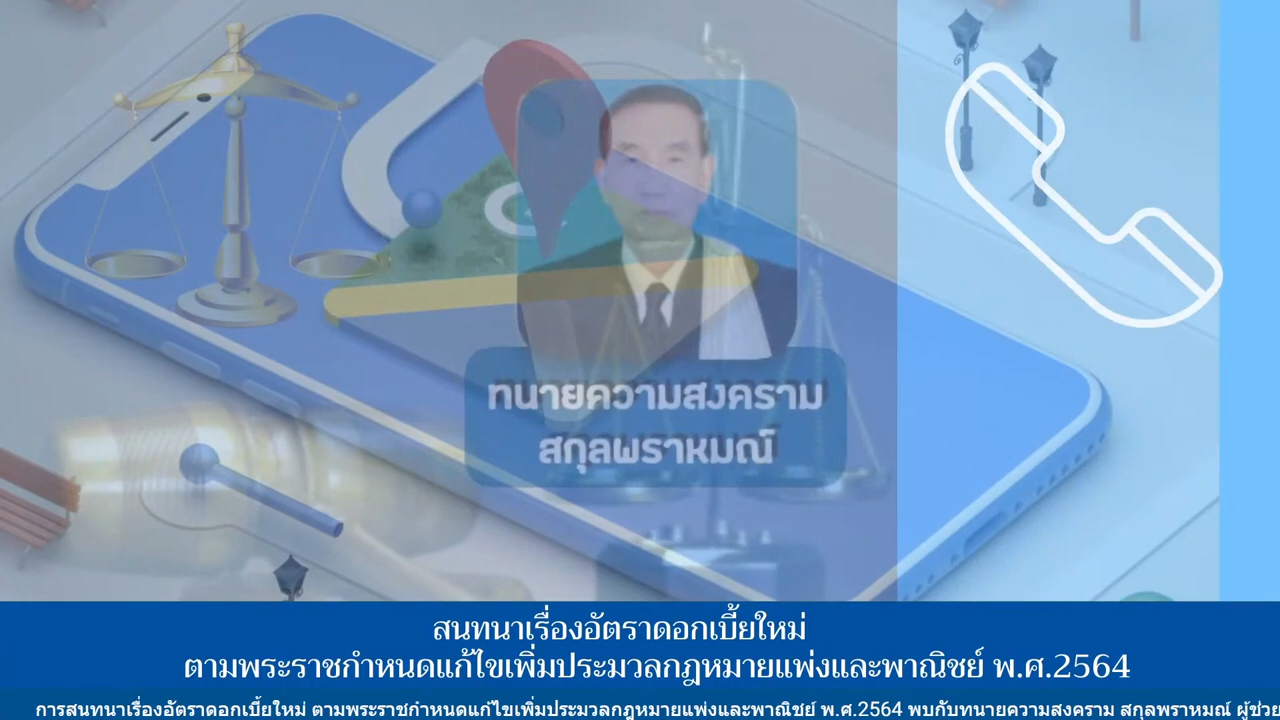 ทนายความสงคราม
สกุลพราหมณ์
สนทนาเรื่องอัตราดอกเบี้ยใหม่
ตามพระราชกำหนดแก้ไขเพิ่มประมวลกฎหมายแพ่งและพาณิชย์ พ.ศ.2564
การสนทนาเรื่องอัตราดอกเบี้ยใหม่ ตามพระราชกำหนดแก้ไขเพิ่มประมวลกฎหมายแพ่งและพาณิชย์ พ.ศ.2564 พบกับทนายความสงคราม สกุลพราหมณ์ ผู้ช่วย